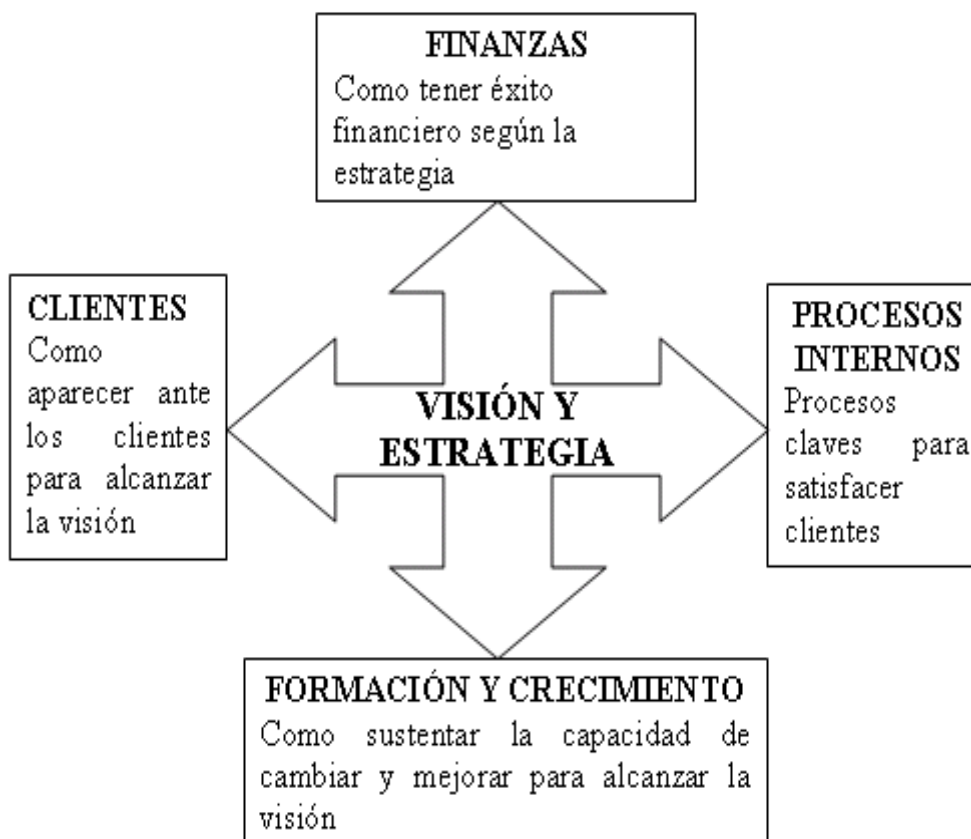 FINANZAS
Como tener éxito
financiero según la
estrategia
CLIENTES
Como
aparecer ante
los clientes
para alcanzar
la visión
VISIÓN Y
ESTRATEGIA
PROCESOS
INTERNOS
Procesos
claves para
satisfacer
clientes
FORMACIÓN Y CRECIMIENTO
Como sustentar la capacidad de
cambiar y mejorar para alcanzar la
visión